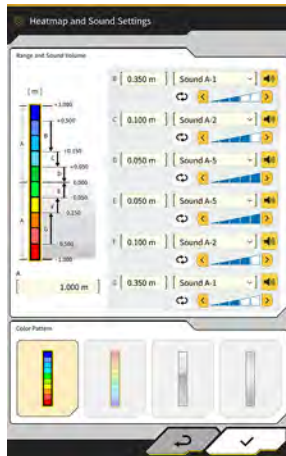 Heatmap and Sound Settings
Range and Sound Volume
[m]
+1.000
+0.500
+0.150
+0.050
0.000
-0.050
0.150
0.500
-1.000
A
A
B
C
D
E
F
G
B [ 0.350 m ] [ Sound A-1 ]
C [ 0.100 m ] [ Sound A-2 ]
D [ 0.050 m ] [ Sound A-5 ]
E [ 0.050 m ] [ Sound A-5 ]
F [ 0.100 m ] [ Sound A-2 ]
G [ 0.350 m ] [ Sound A-1 ]
A
[ 1.000 m ]
Color Pattern